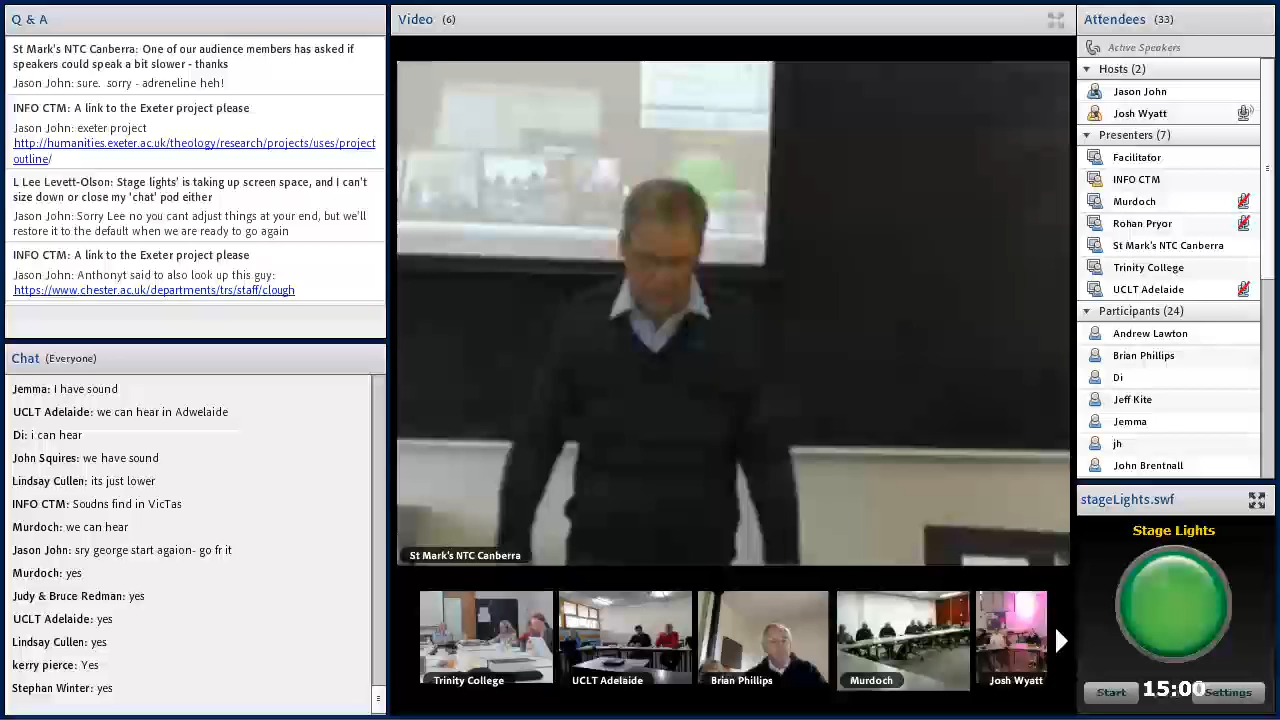 Q & A
St Mark's NTC Canberra: One of our audience members has asked if
speakers could speak a bit slower - thanks
Jason John: sure. sorry - adreneline heh!
INFO CTM: A link to the Exeter project please
Jason John: exeter project
http://humanities.exeter.ac.uk/theology/research/projects/uses/project
outline/
L Lee Levett-Olson: Stage lights' is taking up screen space, and I can't
size down or close my 'chat' pod either
Jason John: Sorry Lee no you cant adjust things at your end, but we'll
restore it to the default when we are ready to go again
INFO CTM: A link to the Exeter project please
Jason John: Anthonyt said to also look up this guy:
https://www.chester.ac.uk/departments/trs/staff/clough
Chat (Everyone)
Jemma: I have sound
UCLT Adelaide: we can hear in Adwelaide
Di: i can hear
John Squires: we have sound
Lindsay Cullen: its just lower
INFO CTM: Soudns find in VicTas
Murdoch: we can hear
Jason John: sry george start agaion- go fr it
Murdoch: yes
Judy & Bruce Redman: yes
UCLT Adelaide: yes
Lindsay Cullen: yes
kerry pierce: Yes
Stephan Winter: yes
Video (6)
St Mark's NTC Canberra
Trinity College
UCLT Adelaide
Brian Phillips
Murdoch
Josh Wyatt
Attendees (33)
Active Speakers
Hosts (2)
Jason John
Josh Wyatt
Presenters (7)
Facilitator
INFO CTM
Murdoch
Rohan Pryor
St Mark's NTC Canberra
Trinity College
UCLT Adelaide
Participants (24)
Andrew Lawton
Brian Phillips
Di
Jeff Kite
Jemma
jh
John Brentnall
stageLights.swf
Stage Lights
Start 15:00 Settings